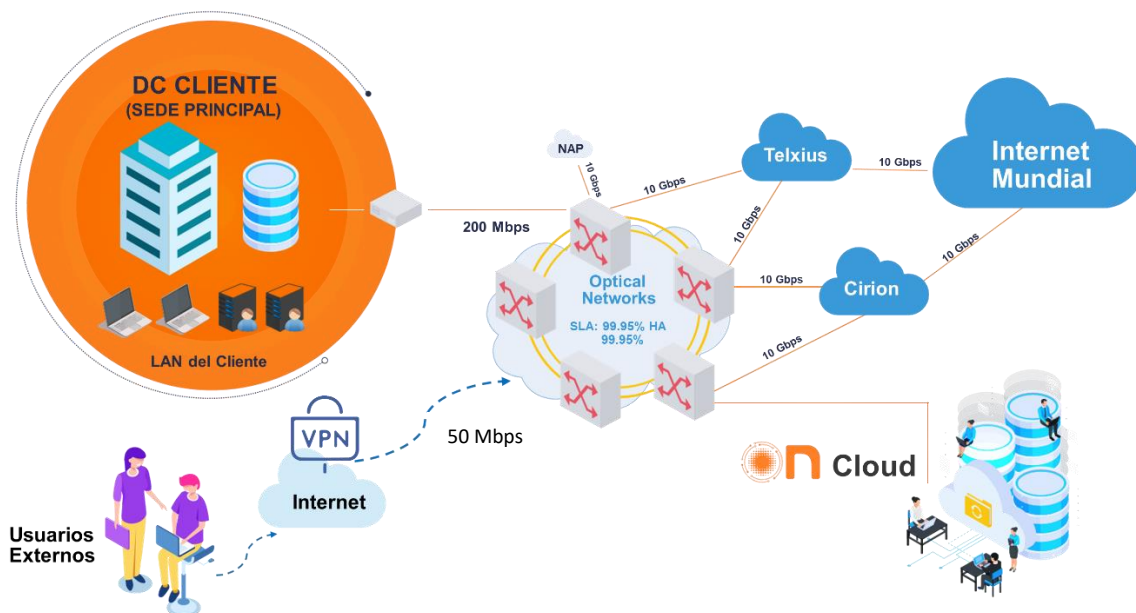 DC CLIENTE
(SEDE PRINCIPAL)
LAN del Cliente
200 Mbps
NAP
10 Gbps
10 Gbps
Telxius
10 Gbps
Internet
Mundial
10 Gbps
Optical
Networks
SLA: 99.95% HA
99.95%
10 Gbps
Cirion
10 Gbps
10 Gbps
VPN
Internet
50 Mbps
Usuarios
Externos
on Cloud